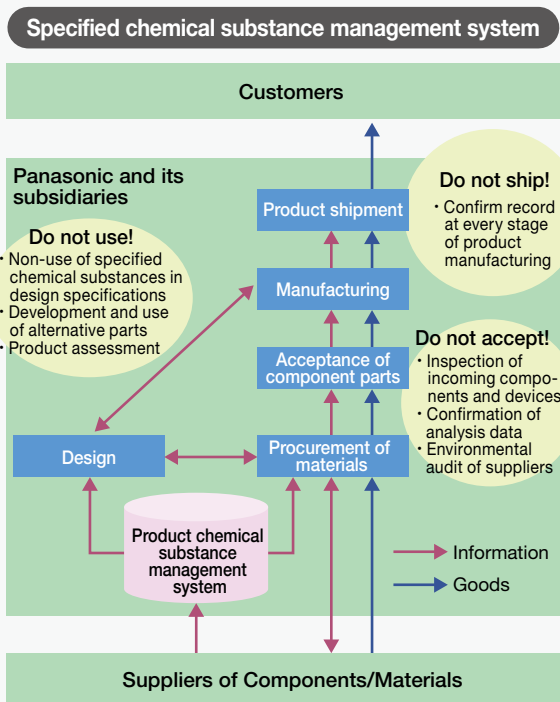 Specified chemical substance management system
Customers
Panasonic and its
subsidiaries
Do not use!
・Non-use of specified
chemical substances in
design specifications
・Development and use
of alternative parts
・Product assessment
Product shipment
Do not ship!
・Confirm record
at every stage
of product
manufacturing
Manufacturing
Acceptance of
component parts
Do not accept!
・Inspection of
incoming compo-
nents and devices
・Confirmation of
analysis data
・Environmental
audit of suppliers
Design
Procurement of
materials
Product chemical
substance
management
system
Information
Goods
Suppliers of Components/Materials